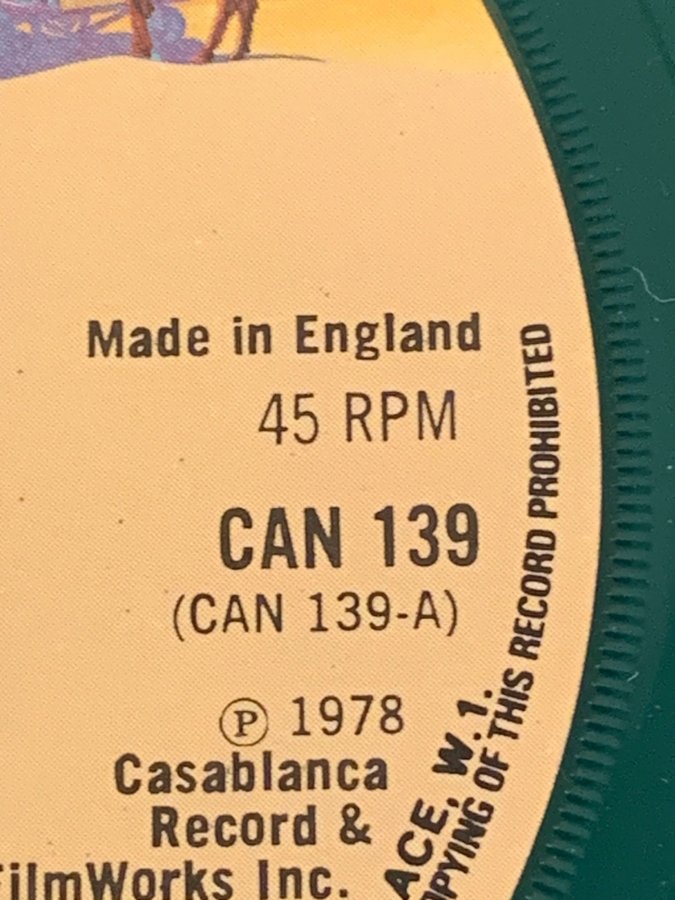 Made in England
45 RPM
CAN 139
(CAN 139-A)
℗ 1978
Casablanca
Record &
FilmWorks Inc.
ACE, W.1.
OPYING OF THIS RECORD PROHIBITED